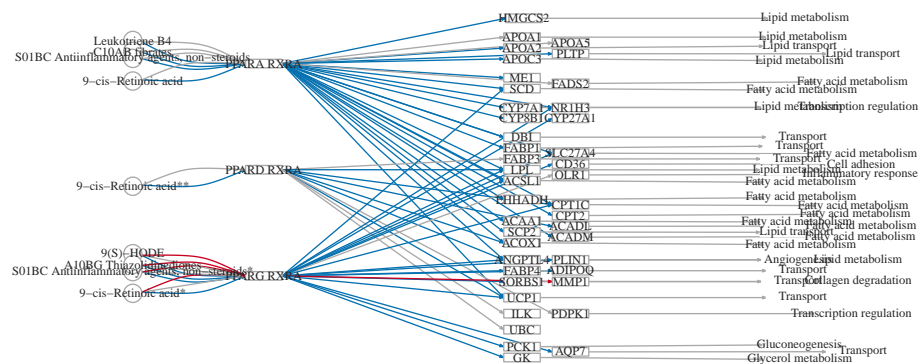 HMGCS2 Lipid metabolism
Leukotriene B4 APOA1 APOA5 Lipid metabolism
C10AB fibrates APOA2 PLTP Lipid transport
S01BC Antiinflammatory agents, non-steroids APOC3 Lipid transport
Lipid metabolism
PPARA RXRA
9-cis-Retinoic acid ME1 FADS2 Fatty acid metabolism
SCD Fatty acid metabolism
CYP7A1 NR1H3 Lipid metabolism Transcription regulation
CYP8B1 CYP27A1
DBI Transport
FABP1 SLC27A4 Transport
Fatty acid metabolism
FABP3 CD36 Transport Cell adhesion
PPARD RXRA LPL OLR1 Lipid metabolism
Inflammatory response
9-cis-Retinoic acid** ACSL1 Fatty acid metabolism
EHHADH CPT1C Fatty acid metabolism
CPT2 Fatty acid metabolism
ACAA1 ACADL Fatty acid metabolism
SCP2 ACADM Lipid transport
Fatty acid metabolism
ACOX1 Fatty acid metabolism
9(S)-HODE ANGPTL4 PLIN1 Angiogenesis Lipid metabolism
A10BG Thiazolidinediones FABP4 ADIPOQ Transport
S01BC Antiinflammatory agents, non-steroids* PPARG RXRA SORBS1 MMP1 Transport Collagen degradation
9-cis-Retinoic acid* UCP1 Transport
ILK PDPK1 Transcription regulation
UBC
PCK1 AQP7 Gluconeogenesis
Transport
GK Glycerol metabolism